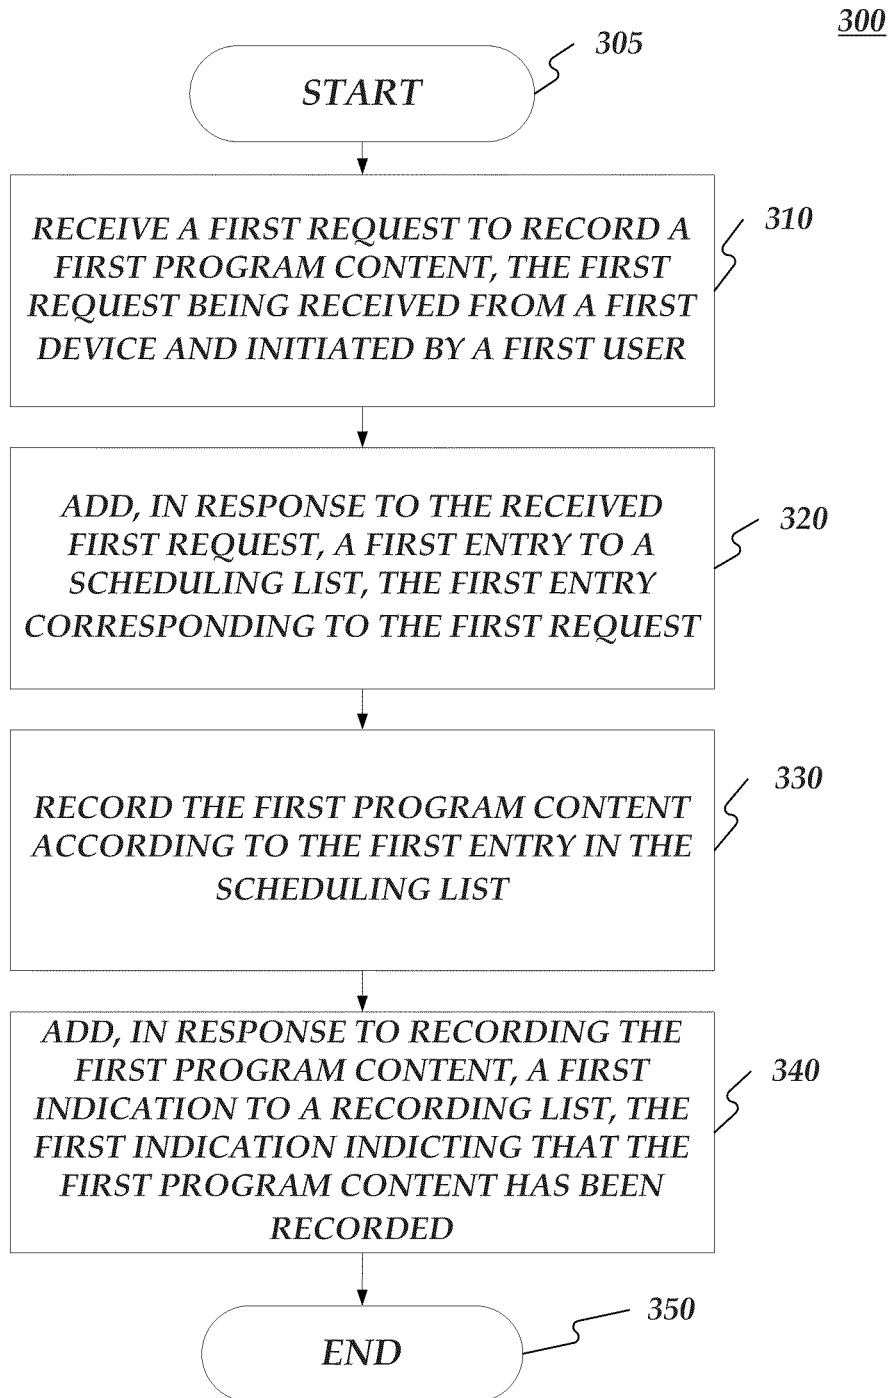 300
305
START
RECEIVE A FIRST REQUEST TO RECORD A
FIRST PROGRAM CONTENT, THE FIRST
REQUEST BEING RECEIVED FROM A FIRST
DEVICE AND INITIATED BY A FIRST USER
310
ADD, IN RESPONSE TO THE RECEIVED
FIRST REQUEST, A FIRST ENTRY TO A
SCHEDULING LIST, THE FIRST ENTRY
CORRESPONDING TO THE FIRST REQUEST
320
RECORD THE FIRST PROGRAM CONTENT
ACCORDING TO THE FIRST ENTRY IN THE
SCHEDULING LIST
330
ADD, IN RESPONSE TO RECORDING THE
FIRST PROGRAM CONTENT, A FIRST
INDICATION TO A RECORDING LIST, THE
FIRST INDICATION INDICTING THAT THE
FIRST PROGRAM CONTENT HAS BEEN
RECORDED
340
END
350